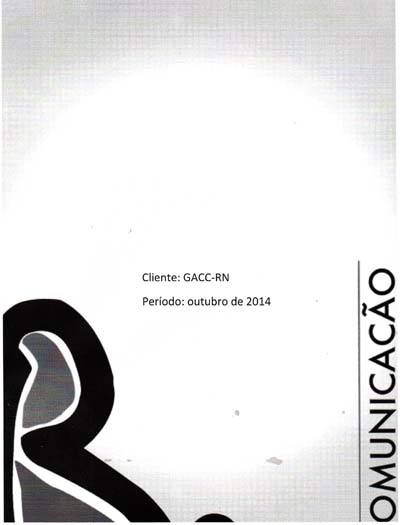 Cliente: GACC-RN
Período: outubro de 2014
OMUNICAÇÃO